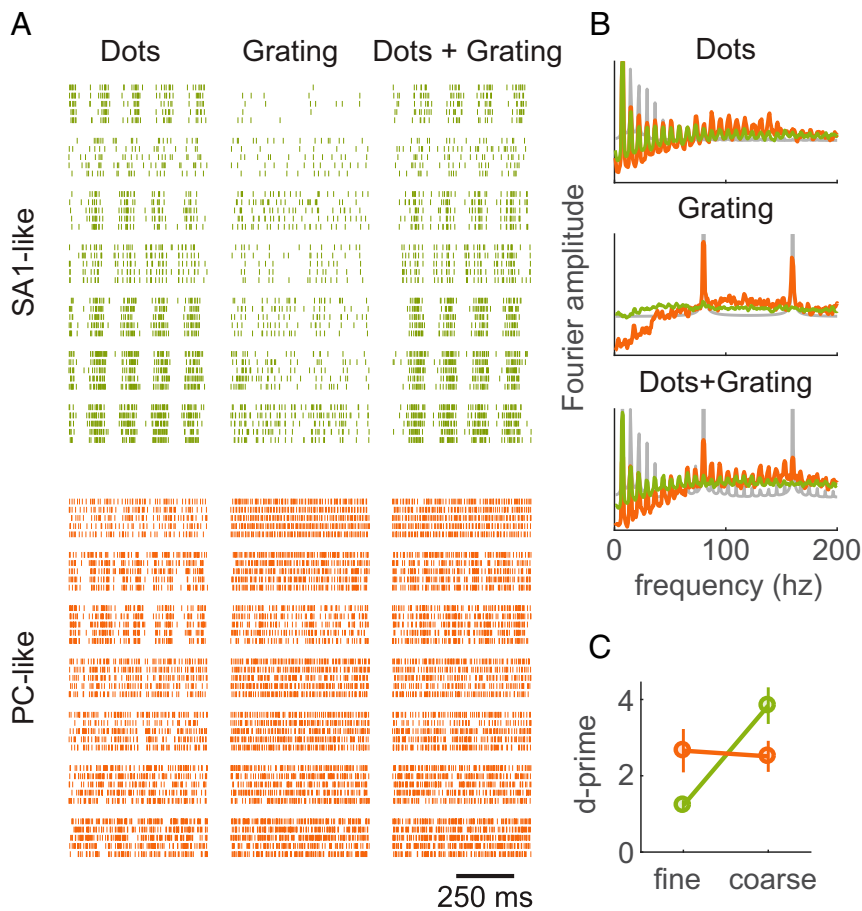 A
Dots
Grating
Dots + Grating
SA1-like
PC-like
250 ms
B
Dots
Grating
Dots+Grating
Fourier amplitude
0
100
200
frequency (hz)
C
4
2
0
d-prime
fine
coarse